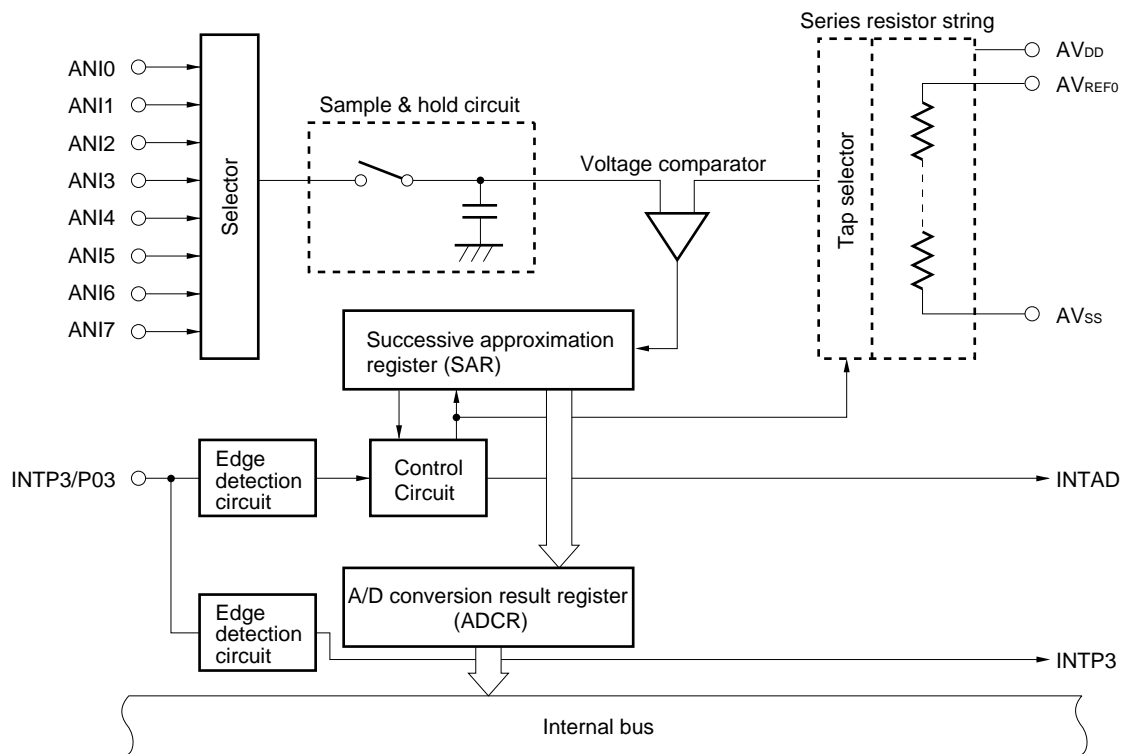 Series resistor string
ANI0
ANI1
ANI2
ANI3
ANI4
ANI5
ANI6
ANI7
Selector
Sample & hold circuit
Voltage comparator
Tap selector
AVDD
AVREF0
AVSS
Successive approximation
register (SAR)
INTP3/P03
Edge
detection
circuit
Control
Circuit
INTAD
A/D conversion result register
(ADCR)
Edge
detection
circuit
INTP3
Internal bus